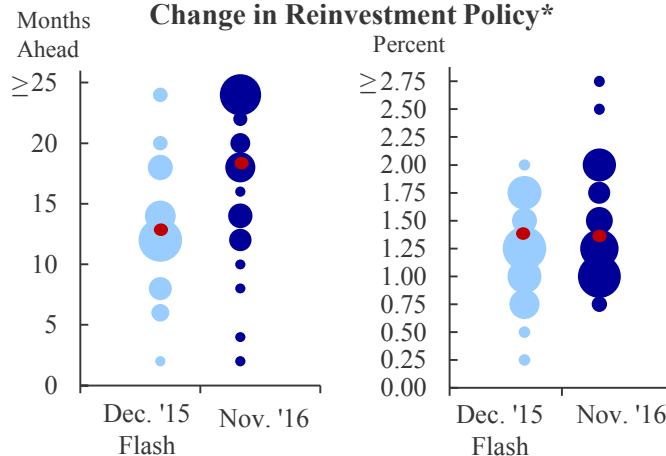 Change in Reinvestment Policy*
Months
Ahead
≥ 25
20
15
10
5
0
Dec. '15
Flash
Nov. '16
Percent
≥ 2.75
2.50
2.25
2.00
1.75
1.50
1.25
1.00
0.75
0.50
0.25
0.00
Dec. '15
Flash
Nov. '16